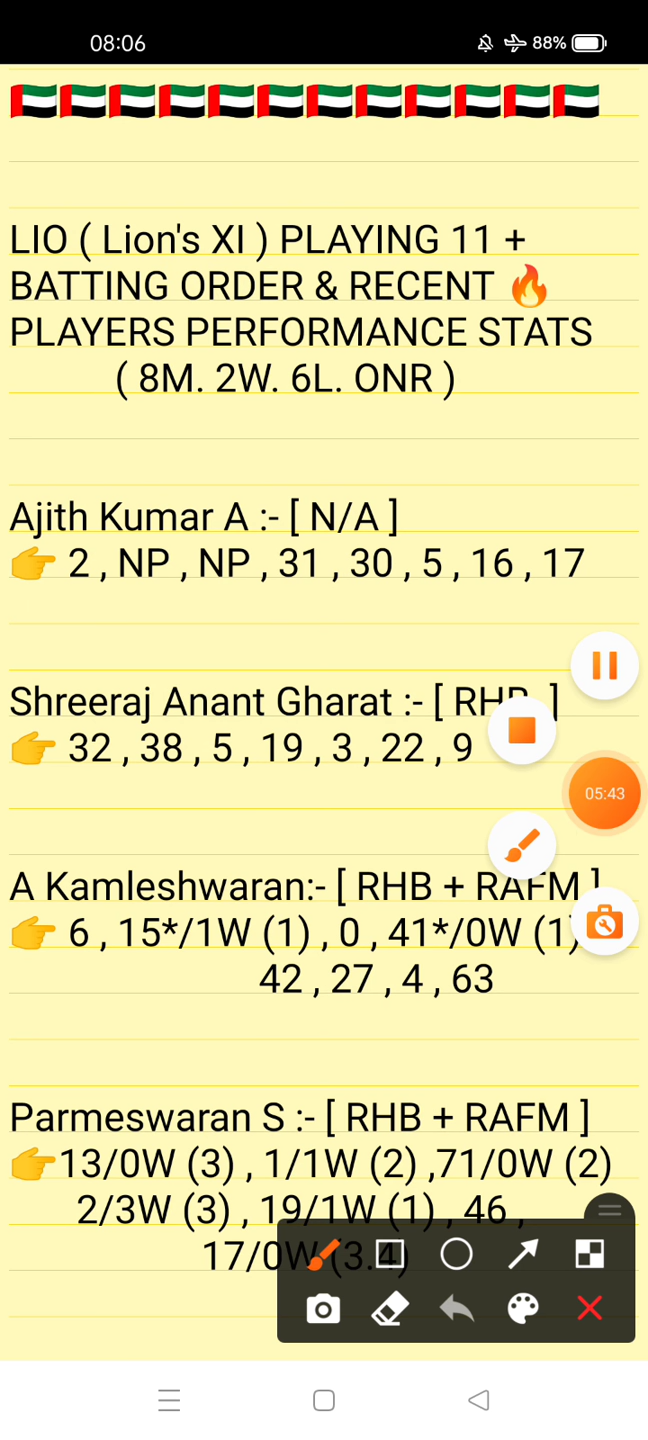 08:06
88%
LIO ( Lion's XI ) PLAYING 11 +
BATTING ORDER & RECENT 🔥
PLAYERS PERFORMANCE STATS
( 8M. 2W. 6L. ONR )
Ajith Kumar A :- [ N/A ]
👉 2 , NP , NP , 31 , 30 , 5 , 16 , 17
Shreeraj Anant Gharat :- [ RHB ]
👉 32 , 38 , 5 , 19 , 3 , 22 , 9
05:43
A Kamleshwaran:- [ RHB + RAFM ]
👉 6 , 15*/1W (1) , 0 , 41*/0W (1)
42 , 27 , 4 , 63
Parmeswaran S :- [ RHB + RAFM ]
👉13/0W (3) , 1/1W (2) ,71/0W (2)
2/3W (3) , 19/1W (1) , 46 ,
17/0W (3.4)